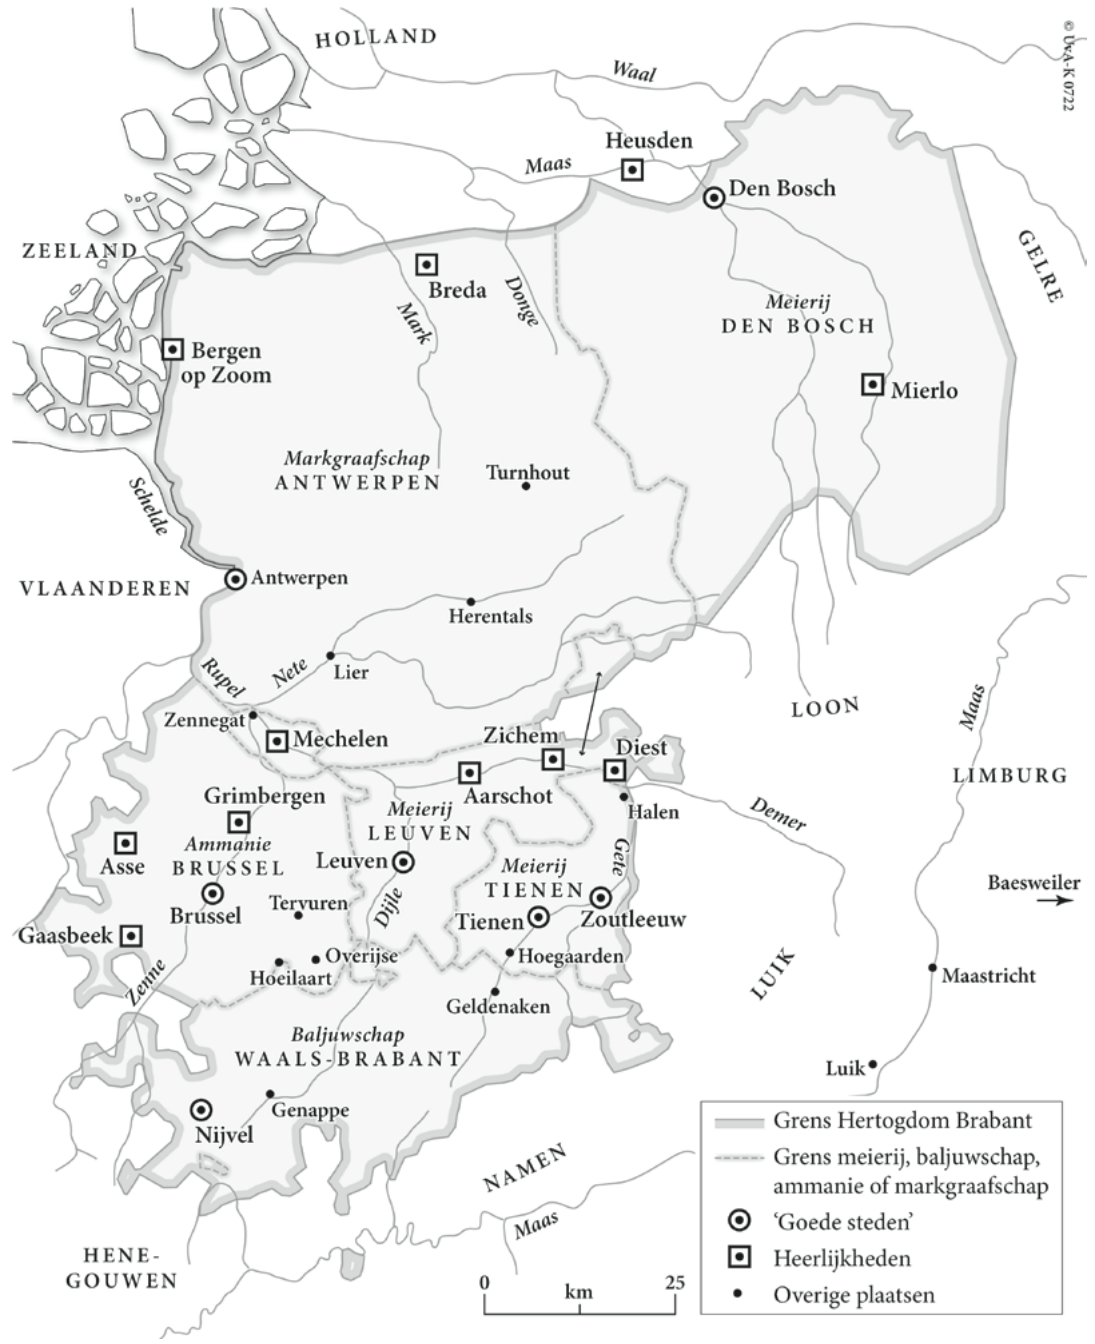 HOLLAND
Waal
© UvA-K 0722
Heusden
Maas
Den Bosch
ZEELAND
GELRE
Breda
Donge
Mark
Meierij
DEN BOSCH
Bergen
op Zoom
Mierlo
Markgraafschap
ANTWERPEN
Turnhout
Schelde
VLAANDEREN
Antwerpen
Herentals
Rupel
Nete
Lier
Maas
LOON
Zennegat
Mechelen
Zichem
Diest
LIMBURG
Grimbergen
Aarschot
Meierij
LEUVEN
Halen
Demer
Asse
Ammanie
BRUSSEL
Leuven
Gete
Meierij
TIENEN
Baesweiler
Brussel
Tervuren
Dijle
Tienen
Zoutleeuw
Gaasbeek
Overijse
Hoegaarden
Hoeilaart
Zenne
LUIK
Maastricht
Geldenaken
Baljuwschap
WAALS-BRABANT
Luik
Genappe
Nijvel
NAMEN
Maas
HENE-
GOUWEN
Grens Hertogdom Brabant
Grens meierij, baljuwschap,
ammanie of markgraafschap
‘Goede steden’
Heerlijkheden
Overige plaatsen
0 25
km